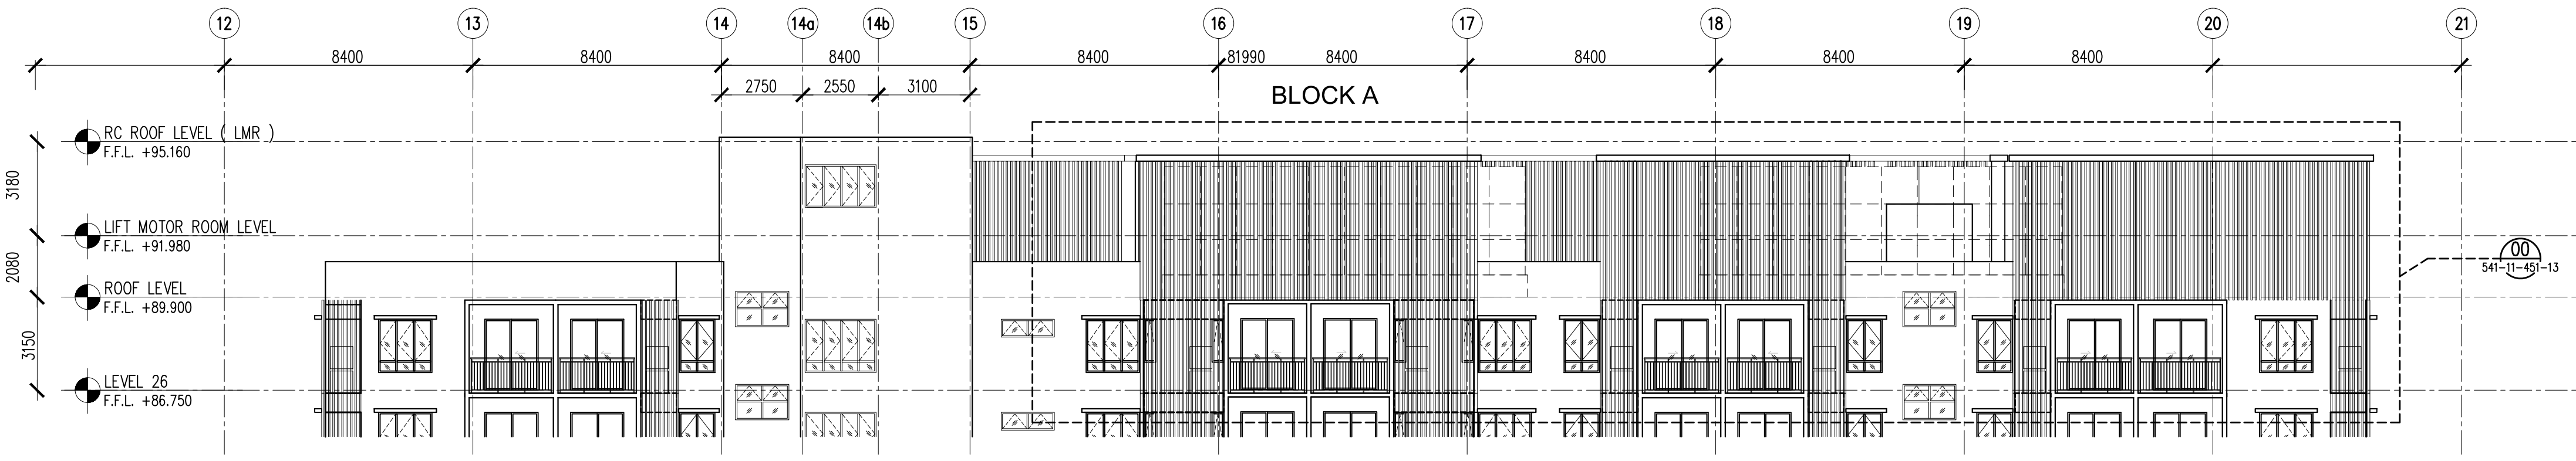 12 13 14 14a 14b 15 16 17 18 19 20 21
8400 8400 8400 8400 81990 8400 8400 8400 8400
2750 2550 3100
BLOCK A
RC ROOF LEVEL ( LMR )
F.F.L. +95.160
3180
LIFT MOTOR ROOM LEVEL
F.F.L. +91.980
00
541-11-451-13
2080
ROOF LEVEL
F.F.L. +89.900
3150
LEVEL 26
F.F.L. +86.750